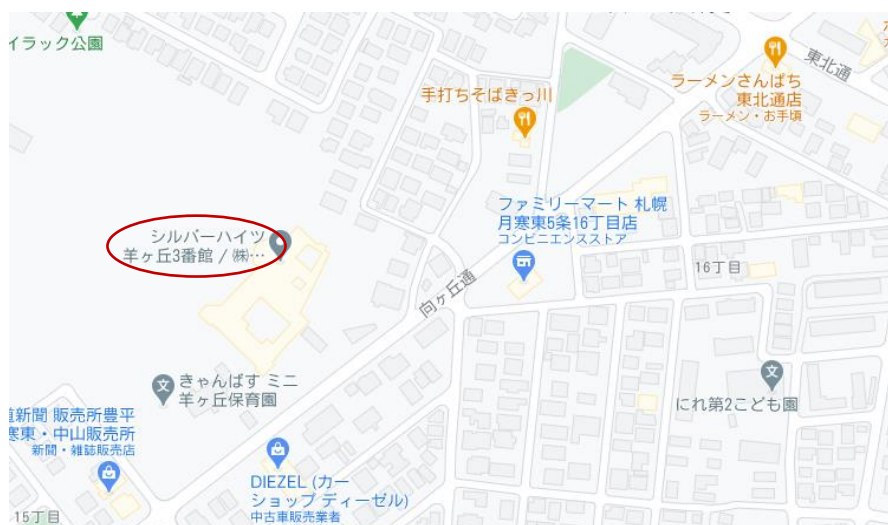 イラック公園
手打ちそばきっ川
ラーメンさんぱち
東北通店
ラーメン・お手頃
東北通
ファミリーマート 札幌
月寒東5条16丁目店
コンビニエンスストア
シルバーハイツ
羊ヶ丘3番館 / ㈱…
向ヶ丘通
16丁目
きゃんばす ミニ
羊ヶ丘保育園
にれ第2こども園
新聞 販売所豊平
寒東・中山販売所
新聞・雑誌販売店
DIEZEL (カー
ショップ ディーゼル)
中古車販売業者
15丁目